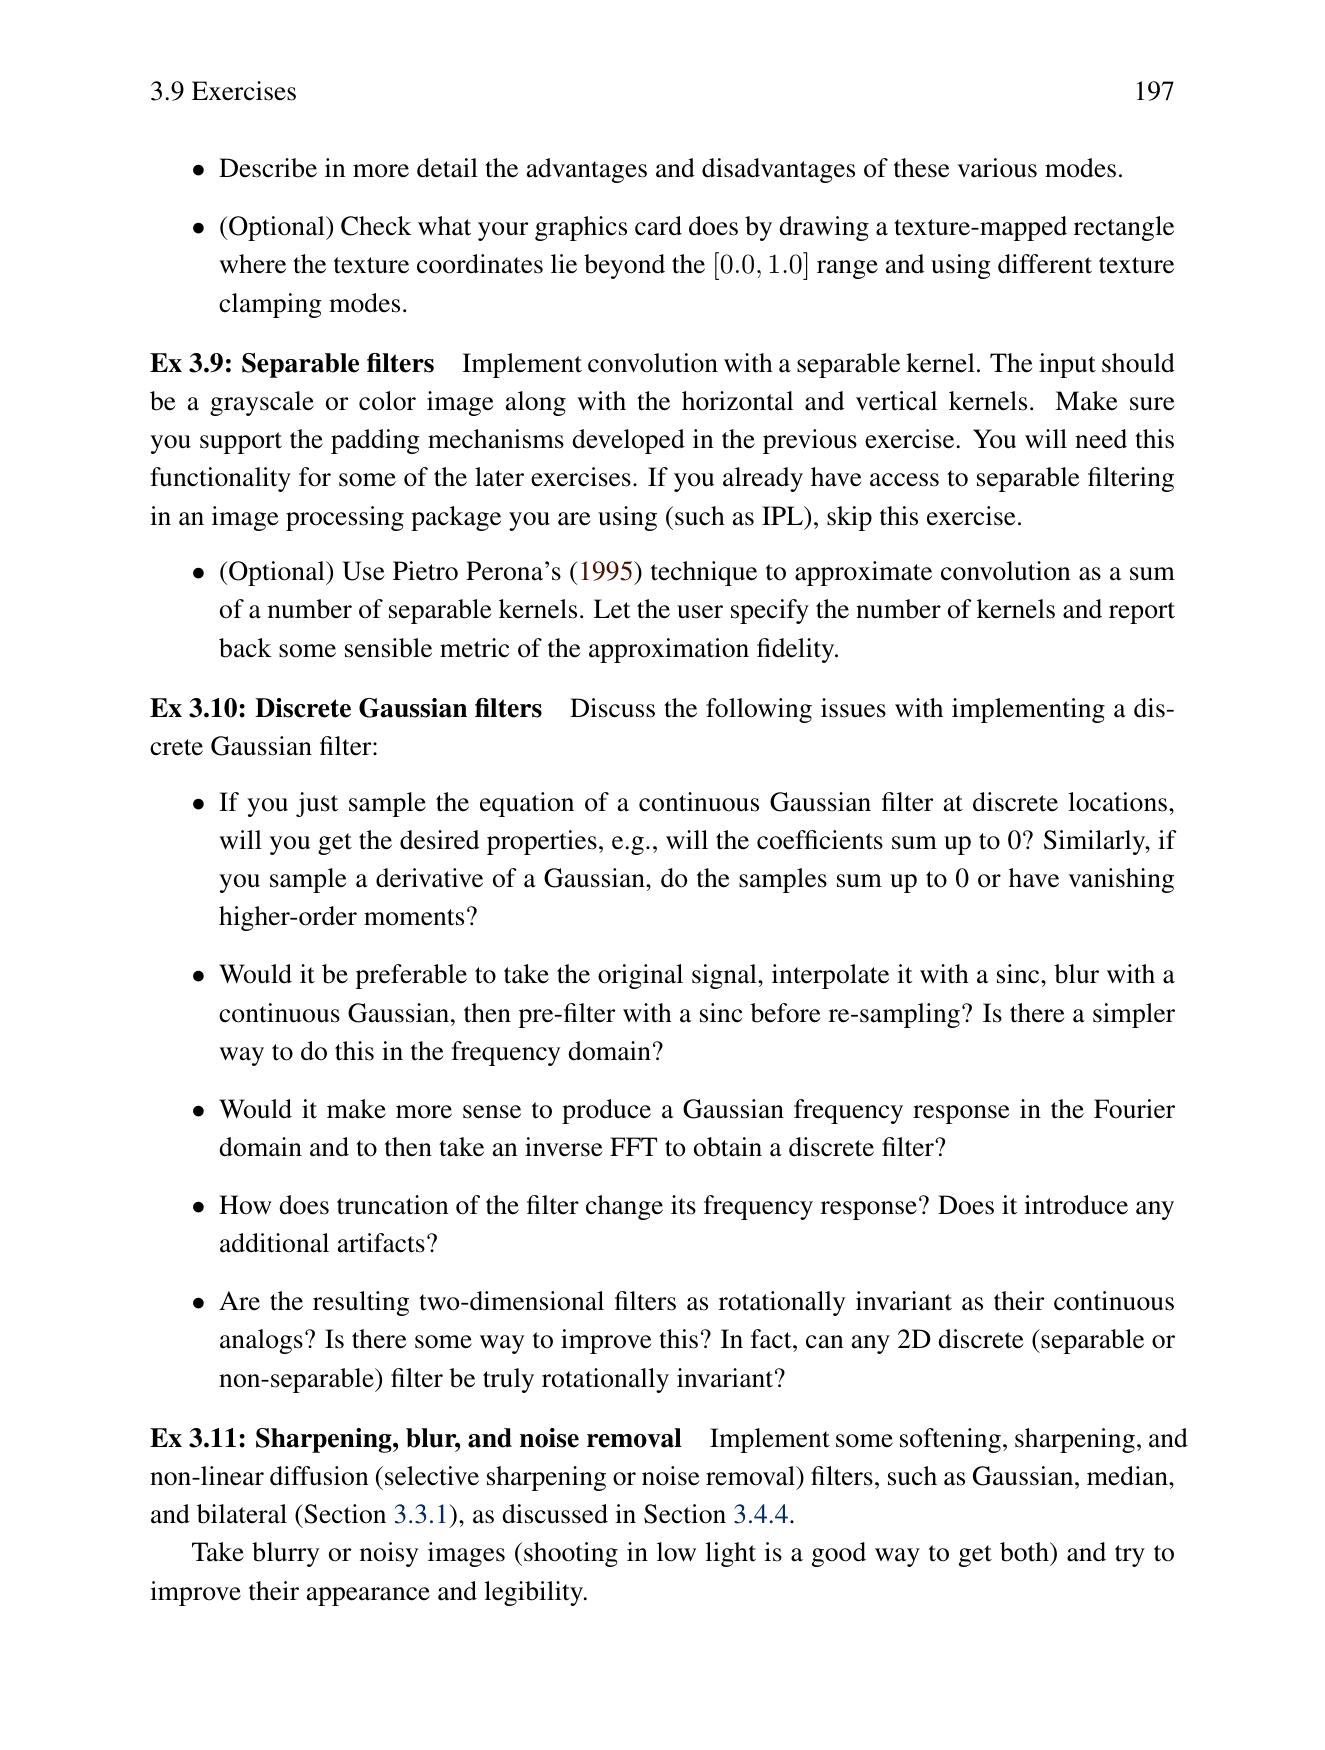 3.9 Exercises 197
• Describe in more detail the advantages and disadvantages of these various modes.
• (Optional) Check what your graphics card does by drawing a texture-mapped rectangle
where the texture coordinates lie beyond the [0.0, 1.0] range and using different texture
clamping modes.
Ex 3.9: Separable filters Implement convolution with a separable kernel. The input should
be a grayscale or color image along with the horizontal and vertical kernels. Make sure
you support the padding mechanisms developed in the previous exercise. You will need this
functionality for some of the later exercises. If you already have access to separable filtering
in an image processing package you are using (such as IPL), skip this exercise.
• (Optional) Use Pietro Perona’s (1995) technique to approximate convolution as a sum
of a number of separable kernels. Let the user specify the number of kernels and report
back some sensible metric of the approximation fidelity.
Ex 3.10: Discrete Gaussian filters Discuss the following issues with implementing a dis-
crete Gaussian filter:
• If you just sample the equation of a continuous Gaussian filter at discrete locations,
will you get the desired properties, e.g., will the coefficients sum up to 0? Similarly, if
you sample a derivative of a Gaussian, do the samples sum up to 0 or have vanishing
higher-order moments?
• Would it be preferable to take the original signal, interpolate it with a sinc, blur with a
continuous Gaussian, then pre-filter with a sinc before re-sampling? Is there a simpler
way to do this in the frequency domain?
• Would it make more sense to produce a Gaussian frequency response in the Fourier
domain and to then take an inverse FFT to obtain a discrete filter?
• How does truncation of the filter change its frequency response? Does it introduce any
additional artifacts?
• Are the resulting two-dimensional filters as rotationally invariant as their continuous
analogs? Is there some way to improve this? In fact, can any 2D discrete (separable or
non-separable) filter be truly rotationally invariant?
Ex 3.11: Sharpening, blur, and noise removal Implement some softening, sharpening, and
non-linear diffusion (selective sharpening or noise removal) filters, such as Gaussian, median,
and bilateral (Section 3.3.1), as discussed in Section 3.4.4.
Take blurry or noisy images (shooting in low light is a good way to get both) and try to
improve their appearance and legibility.